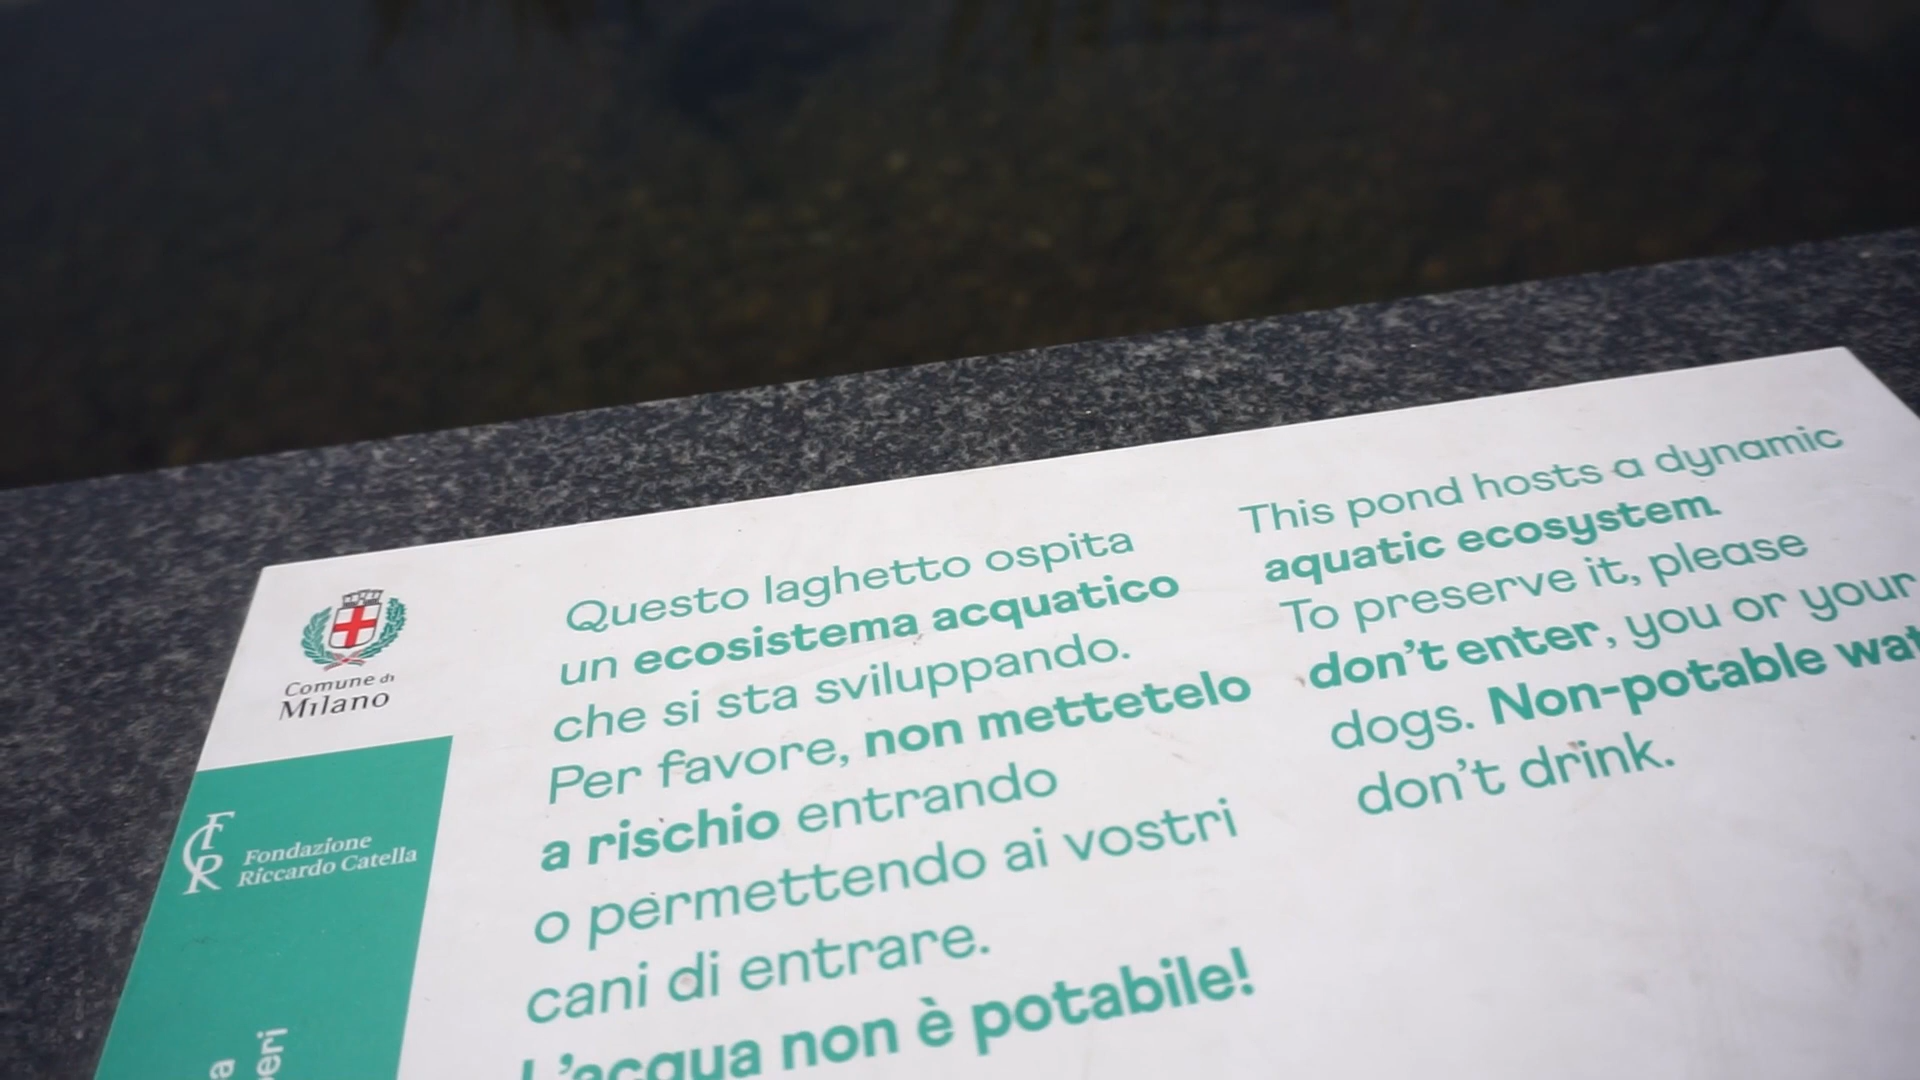 Comune di
Milano
Fondazione
Riccardo Catella
Questo laghetto ospita
un ecosistema acquatico
che si sta sviluppando.
Per favore, non mettetelo
a rischio entrando
o permettendo ai vostri
cani di entrare.
L'acqua non è potabile!
This pond hosts a dynamic
aquatic ecosystem.
To preserve it, please
don't enter, you or your
dogs. Non-potable
don't drink.